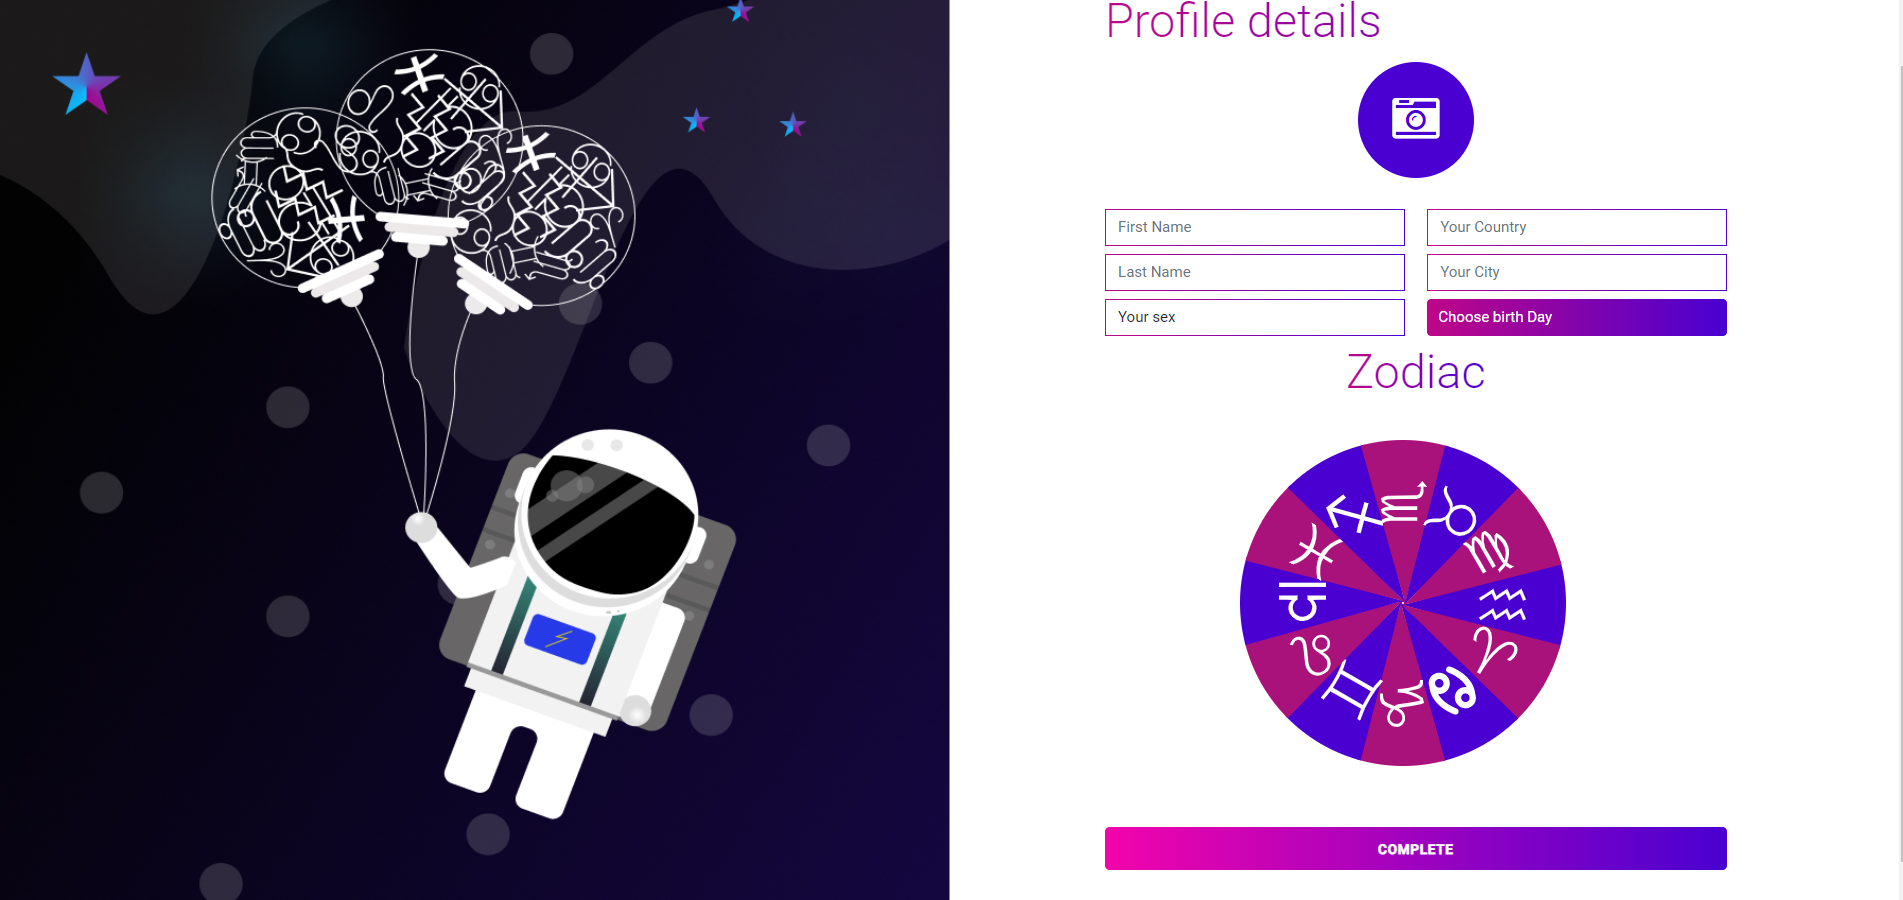 Profile details
First Name
Your Country
Last Name
Your City
Your sex
Choose birth Day
Zodiac
COMPLETE